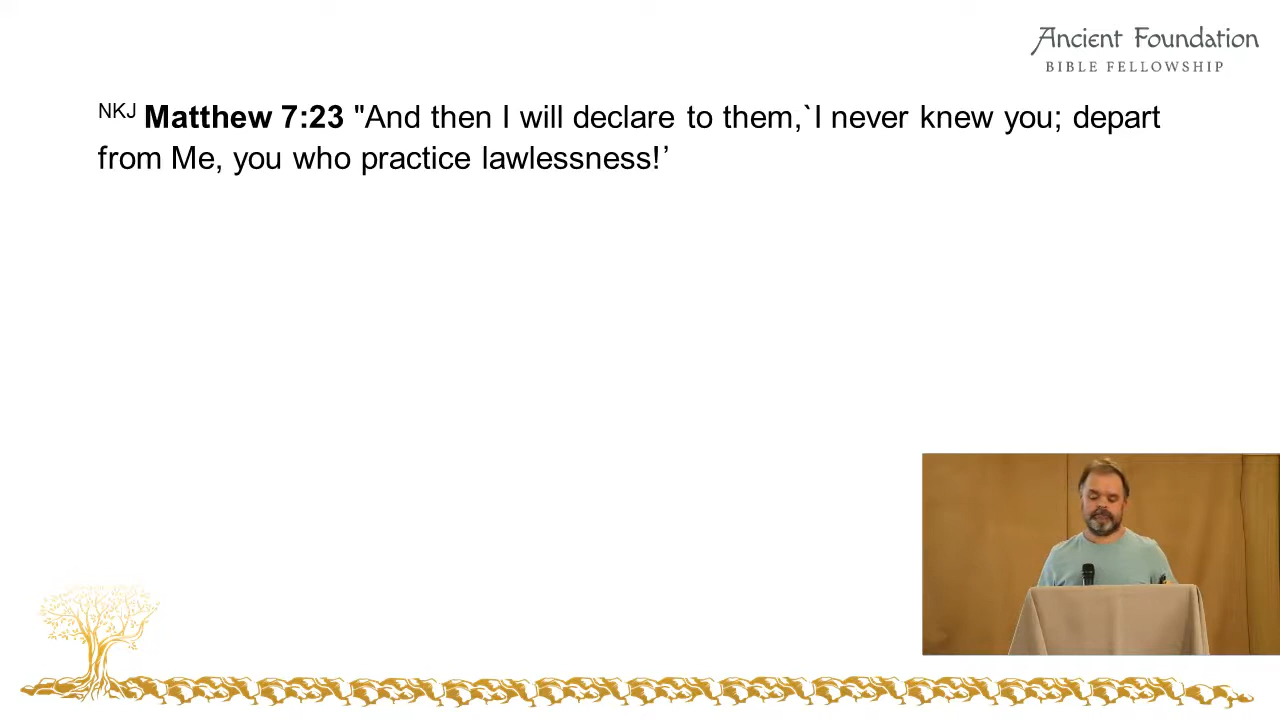 Ancient Foundation
BIBLE FELLOWSHIP
NKJ Matthew 7:23 "And then I will declare to them,`I never knew you; depart
from Me, you who practice lawlessness!’